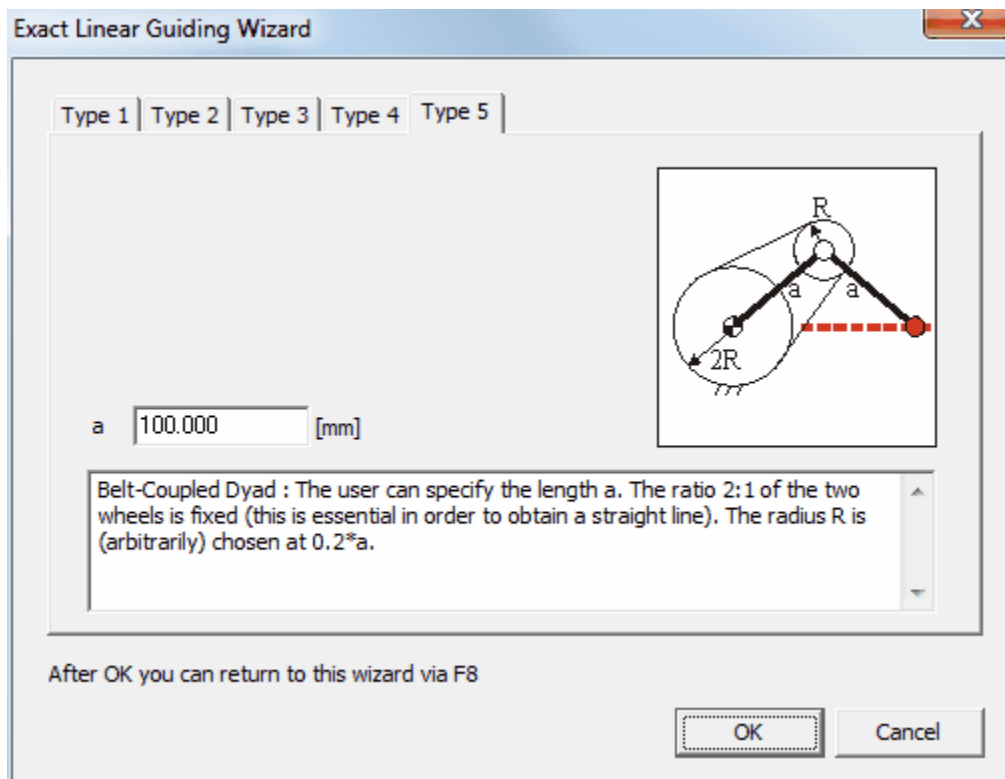 Exact Linear Guiding Wizard
Type 1 Type 2 Type 3 Type 4 Type 5
R
a a
2R
a 100.000 [mm]
Belt-Coupled Dyad : The user can specify the length a. The ratio 2:1 of the two
wheels is fixed (this is essential in order to obtain a straight line). The radius R is
(arbitrarily) chosen at 0.2*a.
After OK you can return to this wizard via F8
OK Cancel